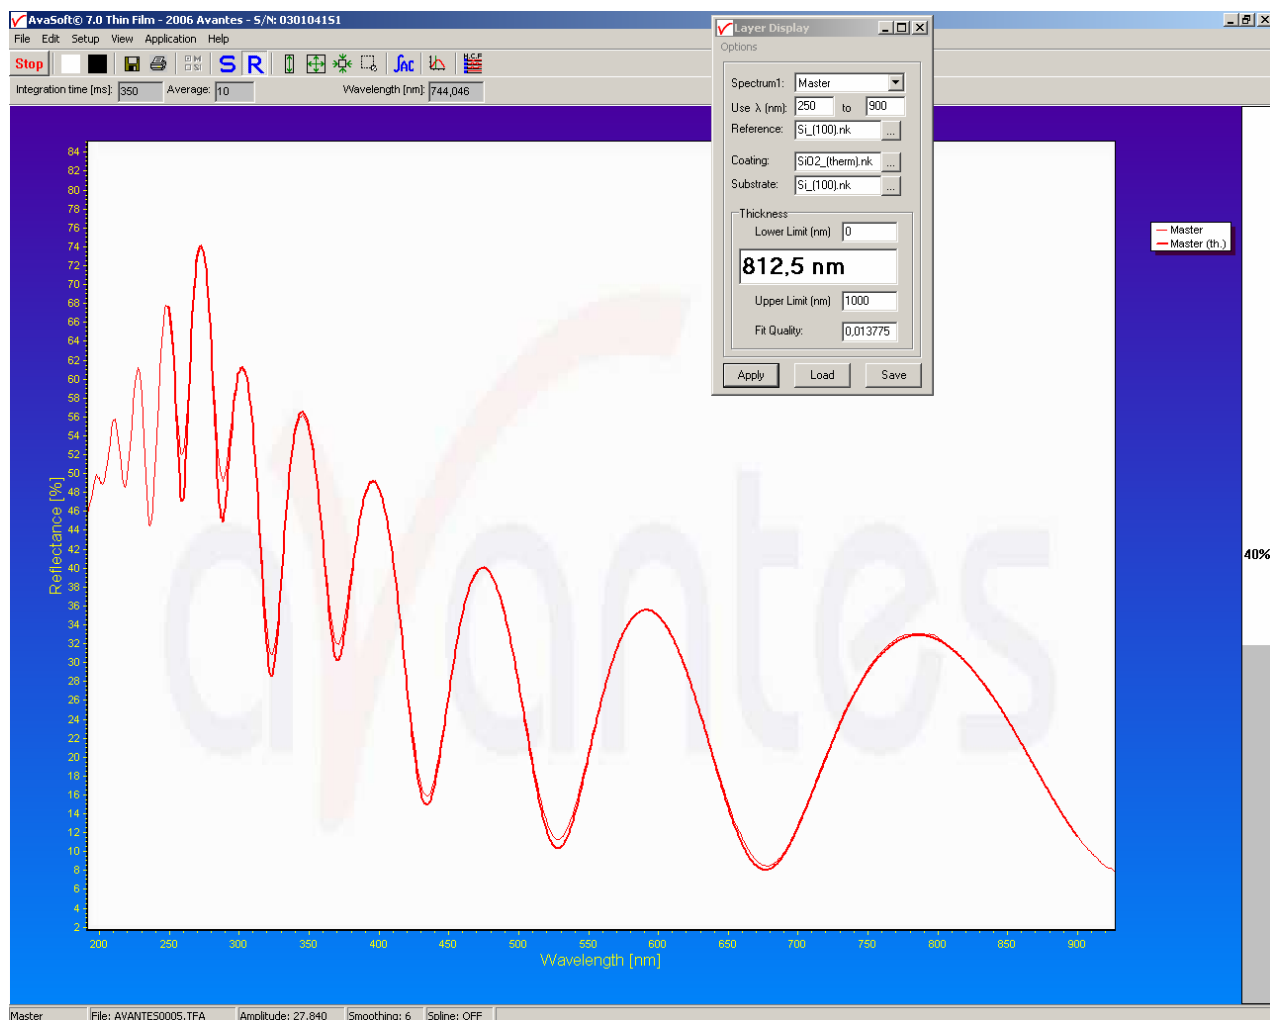 AvaSoft© 7.0 Thin Film - 2006 Avantes - S/N: 0301041S1
File Edit Setup View Application Help
Stop S R
Integration time [ms]: 350 Average: 10 Wavelength [nm]: 744,046
Layer Display
Options
Spectrum1: Master
Use λ (nm): 250 to 900
Reference: Si_(100).nk ...
Coating: SiO2_(therm).nk ...
Substrate: Si_(100).nk ...
Thickness
Lower Limit (nm) 0
812,5 nm
Upper Limit (nm) 1000
Fit Quality: 0,013775
Apply Load Save
Master
Master (th.)
84
82
80
78
76
74
72
70
68
66
64
62
60
58
56
54
52
50
48
46
44
42
40
38
36
34
32
30
28
26
24
22
20
18
16
14
12
10
8
6
4
2
Reflectance [%]
avantes
40%
200 250 300 350 400 450 500 550 600 650 700 750 800 850 900
Wavelength [nm]
Master File: AVANTES0005.TFA Amplitude: 27,840 Smoothing: 6 Spline: OFF